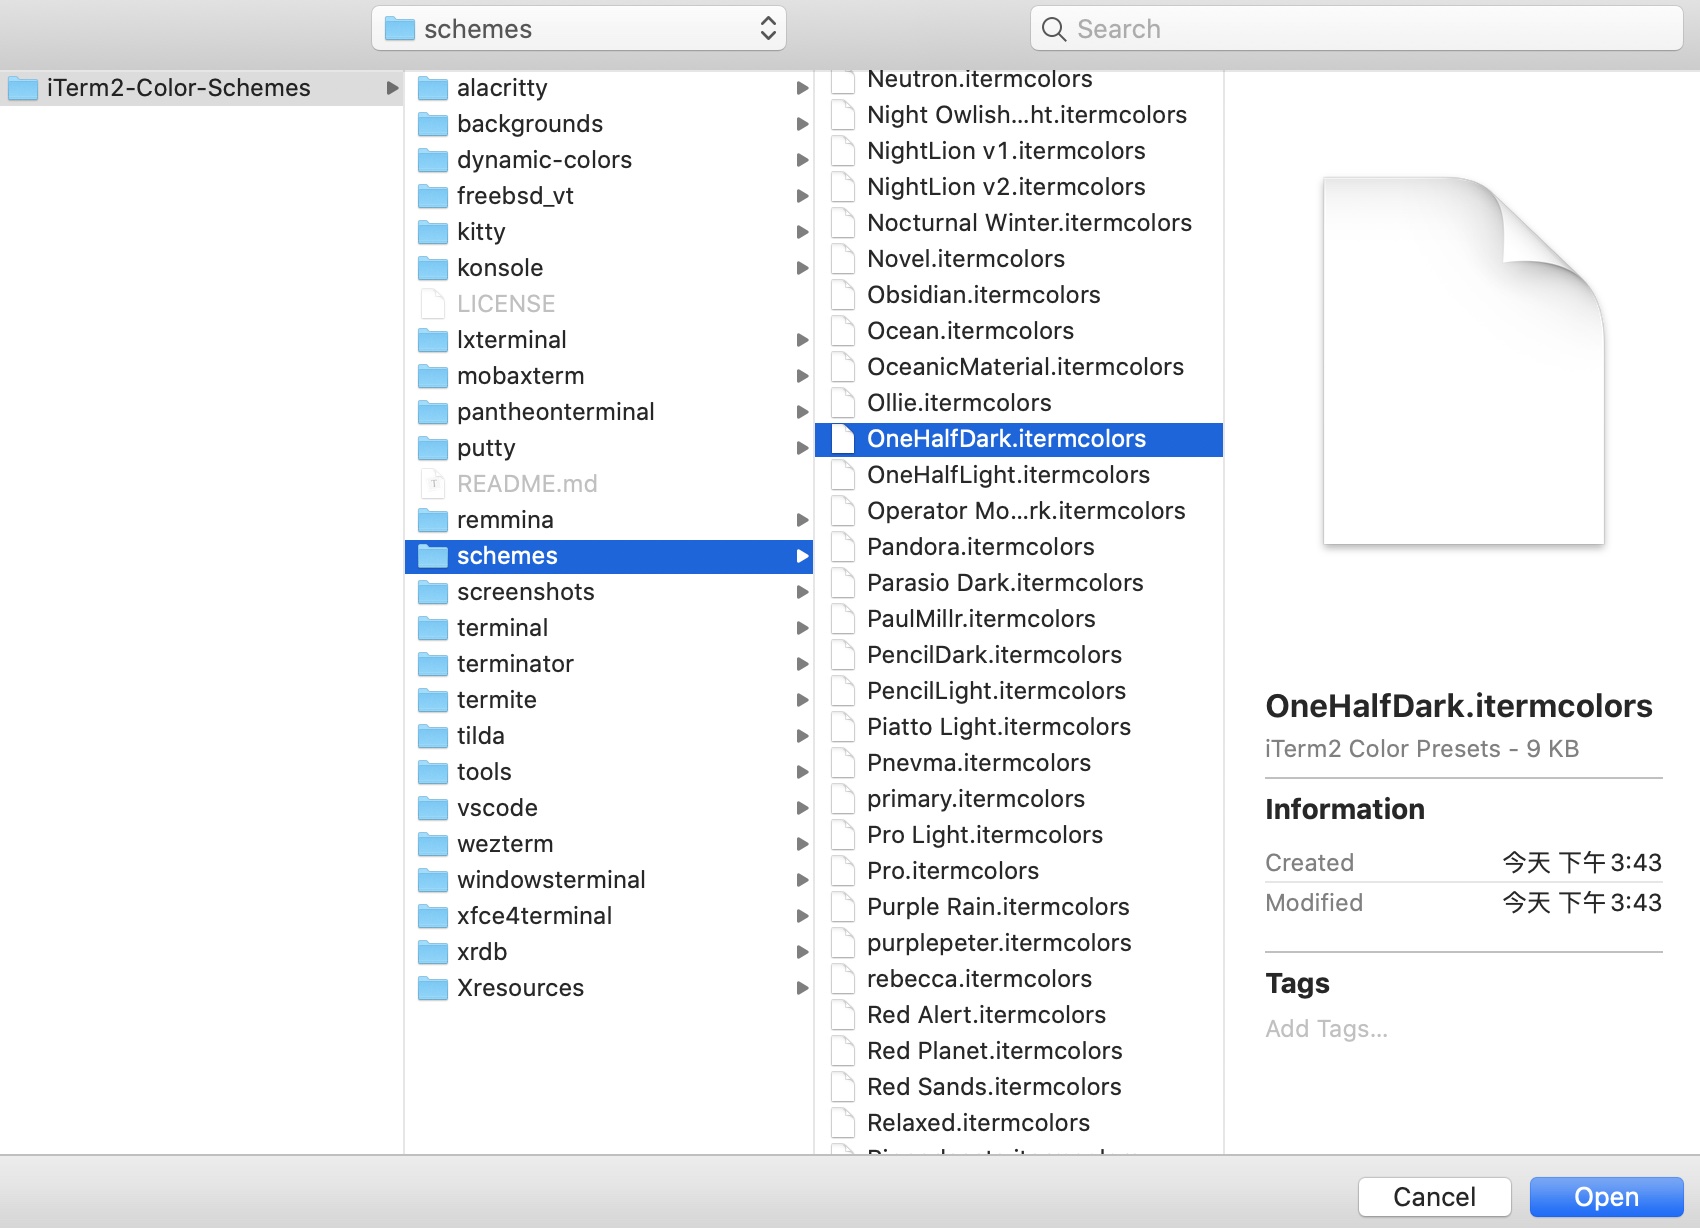 schemes
Search
iTerm2-Color-Schemes
alacritty
backgrounds
dynamic-colors
freebsd_vt
kitty
konsole
LICENSE
lxterminal
mobaxterm
pantheonterminal
putty
README.md
remmina
schemes
screenshots
terminal
terminator
termite
tilda
tools
vscode
wezterm
windowsterminal
xfce4terminal
xrdb
Xresources
Neutron.itermcolors
Night Owlish...ht.itermcolors
NightLion v1.itermcolors
NightLion v2.itermcolors
Nocturnal Winter.itermcolors
Novel.itermcolors
Obsidian.itermcolors
Ocean.itermcolors
OceanicMaterial.itermcolors
Ollie.itermcolors
OneHalfDark.itermcolors
OneHalfLight.itermcolors
Operator Mo...rk.itermcolors
Pandora.itermcolors
Parasio Dark.itermcolors
PaulMillr.itermcolors
PencilDark.itermcolors
PencilLight.itermcolors
Piatto Light.itermcolors
Pnevma.itermcolors
primary.itermcolors
Pro Light.itermcolors
Pro.itermcolors
Purple Rain.itermcolors
purplepeter.itermcolors
rebecca.itermcolors
Red Alert.itermcolors
Red Planet.itermcolors
Red Sands.itermcolors
Relaxed.itermcolors
OneHalfDark.itermcolors
iTerm2 Color Presets - 9 KB
Information
Created 今天 下午3:43
Modified 今天 下午3:43
Tags
Add Tags...
Cancel
Open